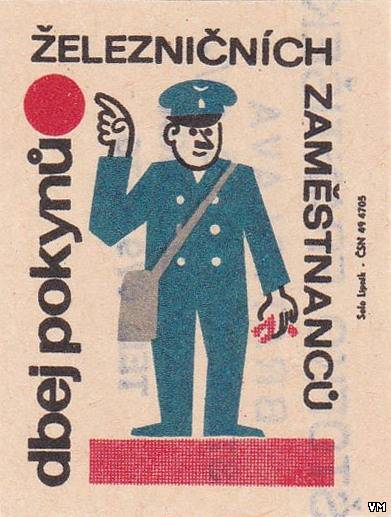 dbej pokynů
ŽELEZNIČNÍCH
ZAMĚSTNANCŮ
Solo Lipník - ČSN 49 4705
VM